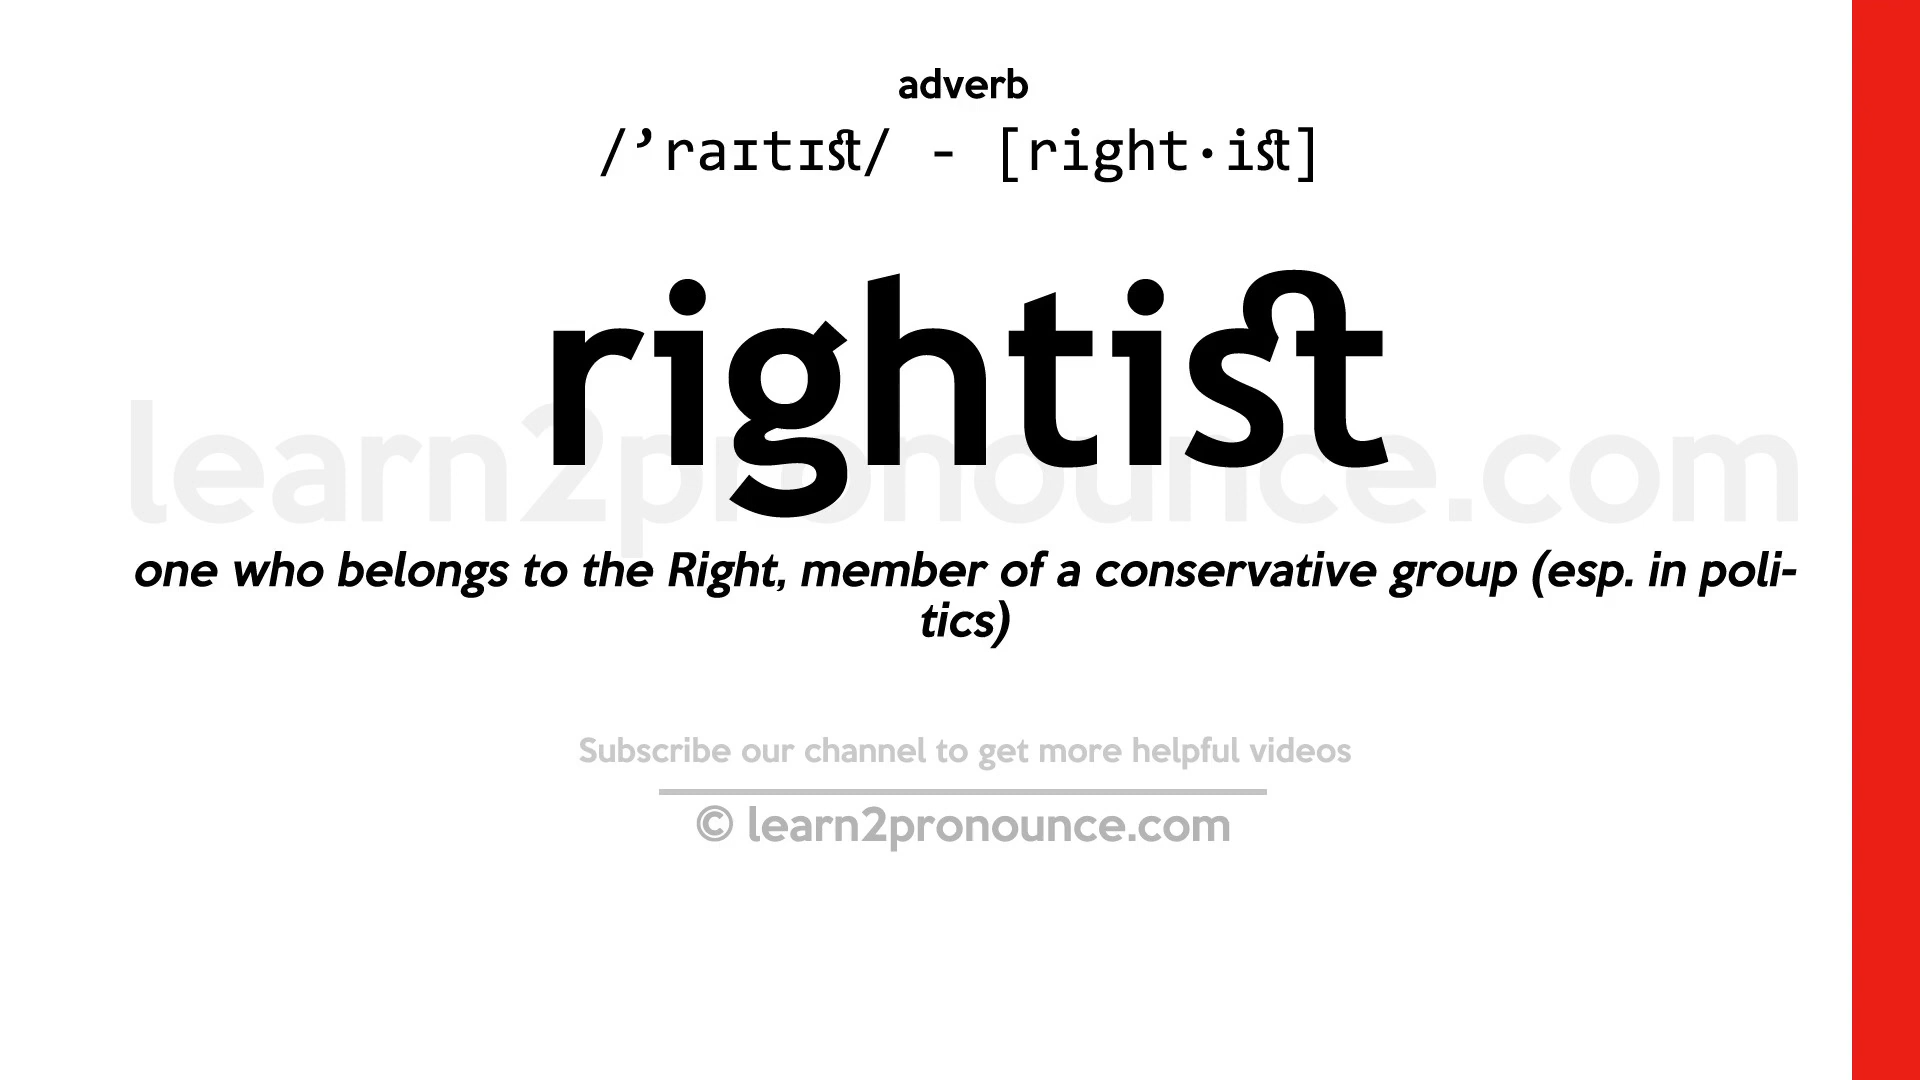 adverb
/’raɪtɪst/ - [right·ist]
rightist
learn2pronounce.com
one who belongs to the Right, member of a conservative group (esp. in poli-
tics)
Subscribe our channel to get more helpful videos
© learn2pronounce.com